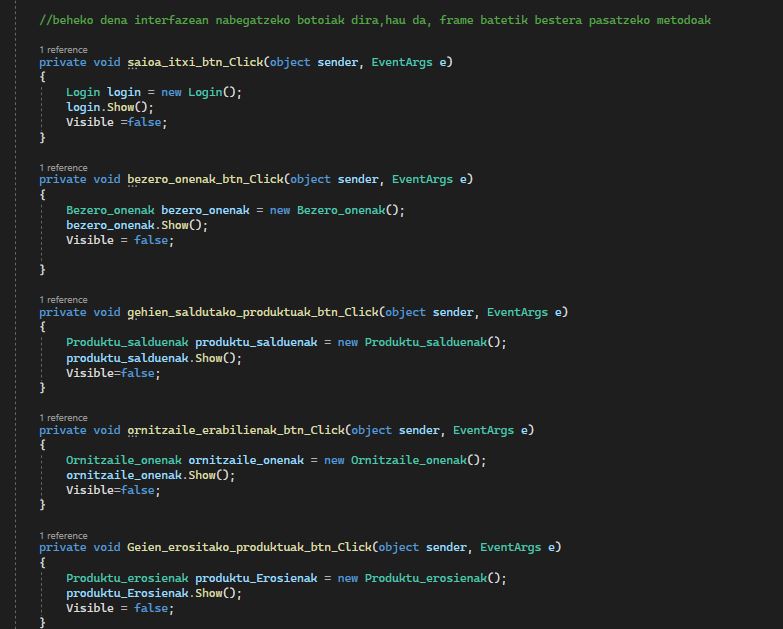 //beheko dena interfazean nabegatzeko botoiak dira,hau da, frame batetik bestera pasatzeko metodoak
1 reference
private void saioa_itxi_btn_Click(object sender, EventArgs e)
{
Login login = new Login();
login.Show();
Visible =false;
}
1 reference
private void bezero_onenak_btn_Click(object sender, EventArgs e)
{
Bezero_onenak bezero_onenak = new Bezero_onenak();
bezero_onenak.Show();
Visible = false;
}
1 reference
private void gehien_saldutako_produktuak_btn_Click(object sender, EventArgs e)
{
Produktu_salduenak produktu_salduenak = new Produktu_salduenak();
produktu_salduenak.Show();
Visible=false;
}
1 reference
private void ornitzaile_erabilienak_btn_Click(object sender, EventArgs e)
{
Ornitzaile_onenak ornitzaile_onenak = new Ornitzaile_onenak();
ornitzaile_onenak.Show();
Visible=false;
}
1 reference
private void Geien_erositako_produktuak_btn_Click(object sender, EventArgs e)
{
Produktu_erosienak produktu_Erosienak = new Produktu_erosienak();
produktu_Erosienak.Show();
Visible = false;
}